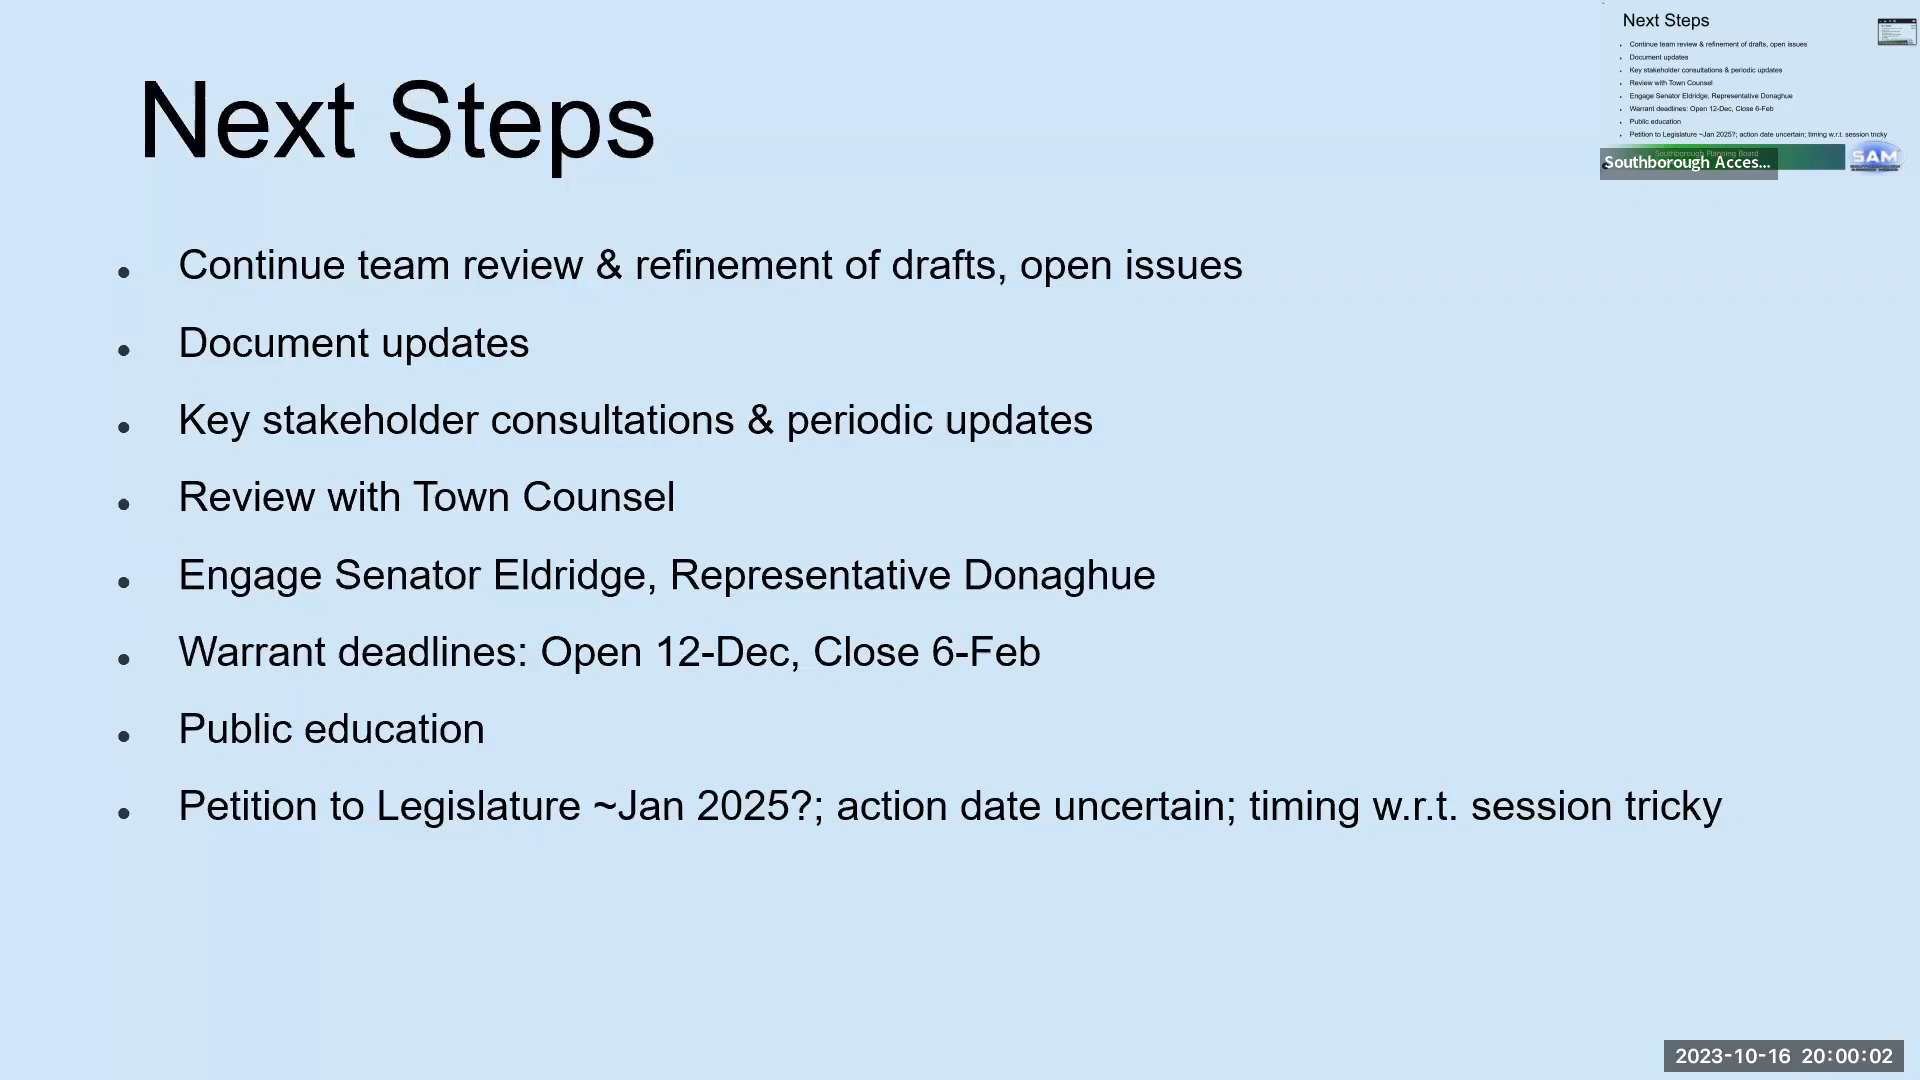 Next Steps
Continue team review & refinement of drafts, open issues
Document updates
Key stakeholder consultations & periodic updates
Review with Town Counsel
Engage Senator Eldridge, Representative Donaghue
Warrant deadlines: Open 12-Dec, Close 6-Feb
Public education
Petition to Legislature ~Jan 2025?; action date uncertain; timing w.r.t. session tricky
Next Steps
Continue team review & refinement of drafts, open issues
Document updates
Key stakeholder consultations & periodic updates
Review with Town Counsel
Engage Senator Eldridge, Representative Donaghue
Warrant deadlines: Open 12-Dec, Close 6-Feb
Public education
Petition to Legislature ~Jan 2025?; action date uncertain; timing w.r.t. session tricky
Southborough Planning Board
SAM
Southborough Acces...
2023-10-16 20:00:02